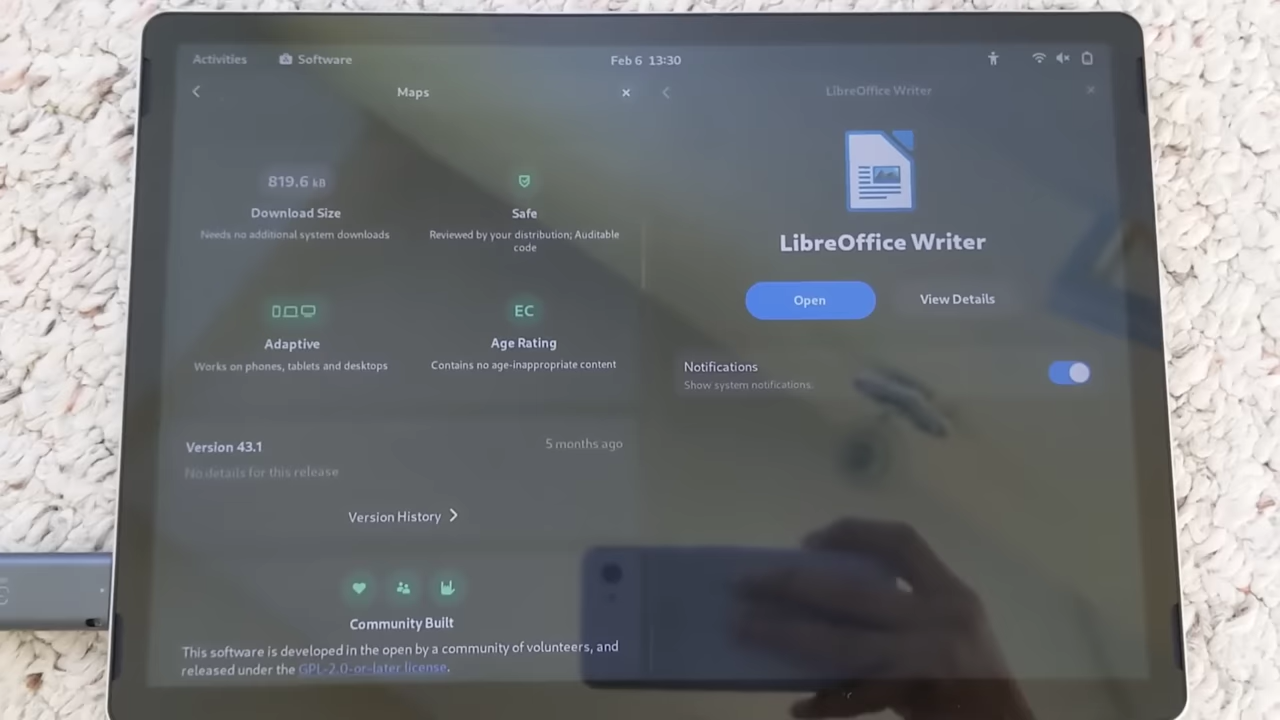 Activities
Software
Feb 6 13:30
Maps
819.6 kB
Download Size
Needs no additional system downloads
Safe
Reviewed by your distribution; Auditable
code
Adaptive
Works on phones, tablets and desktops
EC
Age Rating
Contains no age-inappropriate content
Version 43.1
5 months ago
No details for this release
Version History
Community Built
This software is developed in the open by a community of volunteers, and
released under the GPL-2.0-or-later license.
LibreOffice Writer
LibreOffice Writer
Open
View Details
Notifications
Show system notifications.